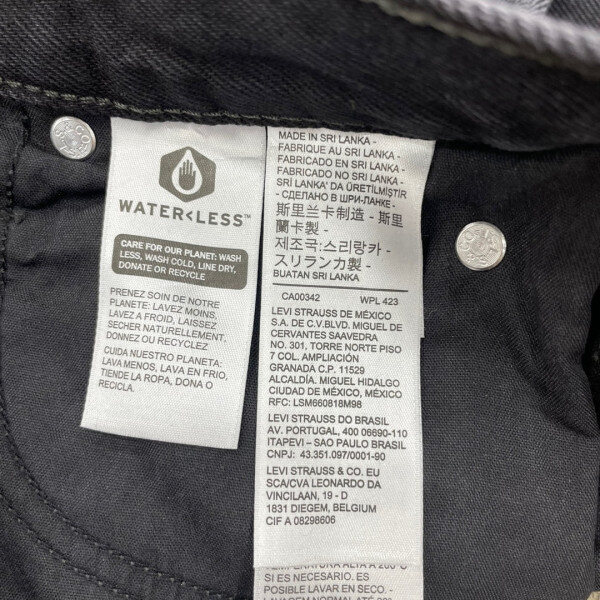 WATER<LESS™
CARE FOR OUR PLANET: WASH
LESS, WASH COLD, LINE DRY,
DONATE OR RECYCLE
PRENEZ SOIN DE NOTRE
PLANETE: LAVEZ MOINS,
LAVEZ A FROID, LAISSEZ
SECHER NATURELLEMENT,
DONNEZ OU RECYCLEZ
CUIDA NUESTRO PLANETA:
LAVA MENOS, LAVA EN FRIO,
TIENDE LA ROPA, DONA O
RECICLA.
MADE IN SRI LANKA -
FABRIQUE AU SRI LANKA -
FABRICADO EN SRI LANKA -
FABRICADO NO SRI LANKA -
SRİ LANKA' DA ÜRETİLMİŞTİR
- СДЕЛАНО В ШРИ-ЛАНКЕ -
斯里兰卡制造 - 斯里
蘭卡製 -
제조국:스리랑카 -
スリランカ製 -
BUATAN SRI LANKA
CA00342 WPL 423
LEVI STRAUSS DE MÉXICO
S.A. DE C.V.BLVD. MIGUEL DE
CERVANTES SAAVEDRA
NO. 301, TORRE NORTE PISO
7 COL. AMPLIACIÓN
GRANADA C.P. 11529
ALCALDÍA. MIGUEL HIDALGO
CIUDAD DE MÉXICO, MÉXICO
RFC: LSM660818M98
LEVI STRAUSS DO BRASIL
AV. PORTUGAL, 400 06690-110
ITAPEVI – SAO PAULO BRASIL
CNPJ: 43.351.097/0001-90
LEVI STRAUSS & CO. EU
SCA/CVA LEONARDO DA
VINCILAAN, 19 - D
1831 DIEGEM, BELGIUM
CIF A 08298606
SI ES NECESARIO. ES
POSIBLE LAVAR EN SECO.